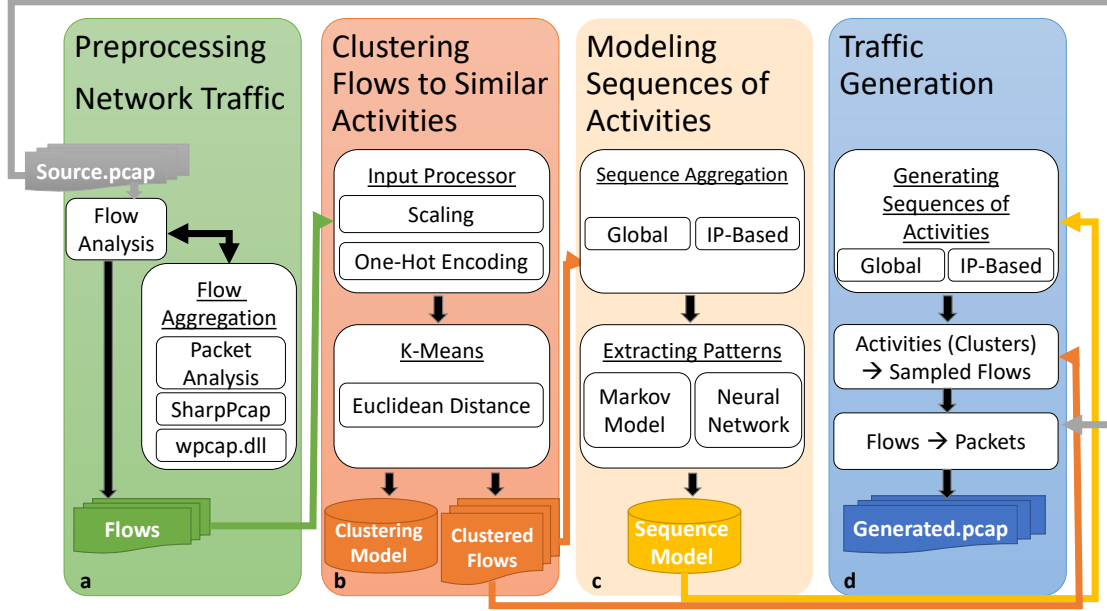 Preprocessing
Network Traffic
Source.pcap
Flow
Analysis
Flow
Aggregation
Packet
Analysis
SharpPcap
wpcap.dll
Flows
a
Clustering
Flows to Similar
Activities
Input Processor
Scaling
One-Hot Encoding
K-Means
Euclidean Distance
Clustering
Model
Clustered
Flows
b
Modeling
Sequences of
Activities
Sequence Aggregation
Global
IP-Based
Extracting Patterns
Markov
Model
Neural
Network
Sequence
Model
c
Traffic
Generation
Generating
Sequences of
Activities
Global
IP-Based
Activities (Clusters)
→ Sampled Flows
Flows → Packets
Generated.pcap
d